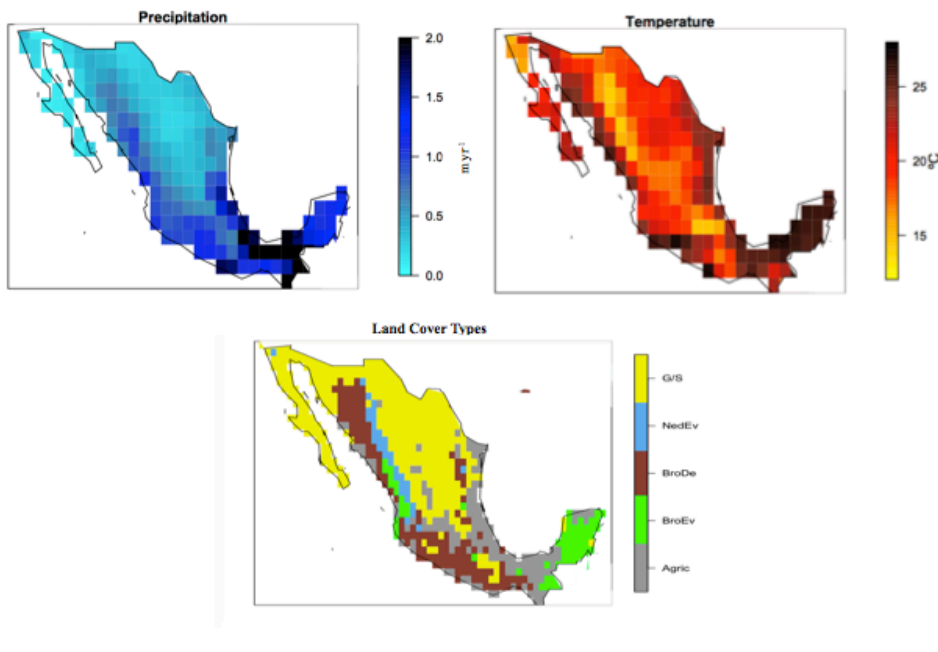 Precipitation
2.0
1.5
1.0
0.5
0.0
m yr-1
Temperature
25
20
15
ºC
Land Cover Types
G/S
NedEv
BroDe
BroEv
Agric